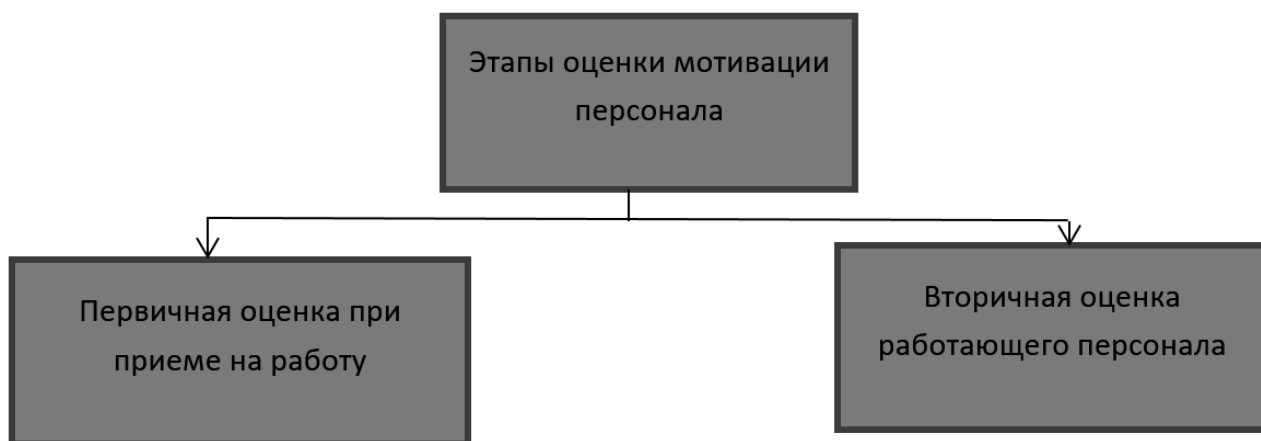 Этапы оценки мотивации
персонала
Первичная оценка при
приеме на работу
Вторичная оценка
работающего персонала